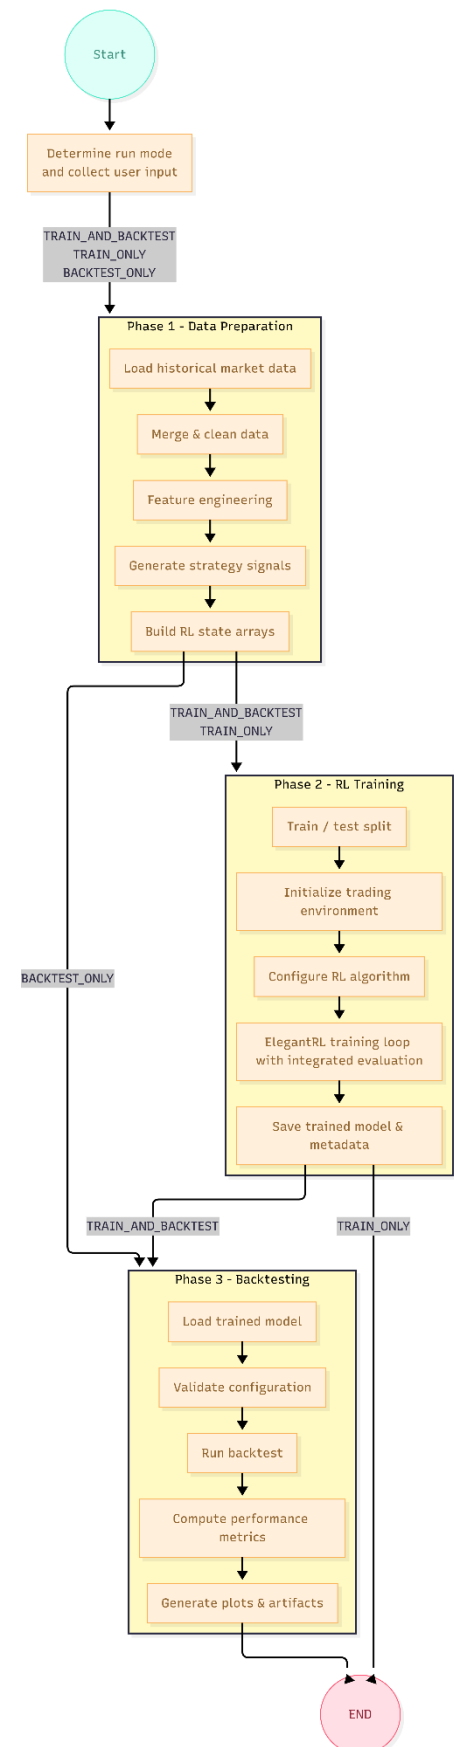 Start
Determine run mode
and collect user input
TRAIN_AND_BACKTEST
TRAIN_ONLY
BACKTEST_ONLY
Phase 1 - Data Preparation
Load historical market data
Merge & clean data
Feature engineering
Generate strategy signals
Build RL state arrays
TRAIN_AND_BACKTEST
TRAIN_ONLY
Phase 2 - RL Training
Train / test split
Initialize trading
environment
BACKTEST_ONLY
Configure RL algorithm
ElegantRL training loop
with integrated evaluation
Save trained model &
metadata
TRAIN_AND_BACKTEST
TRAIN_ONLY
Phase 3 - Backtesting
Load trained model
Validate configuration
Run backtest
Compute performance
metrics
Generate plots & artifacts
END